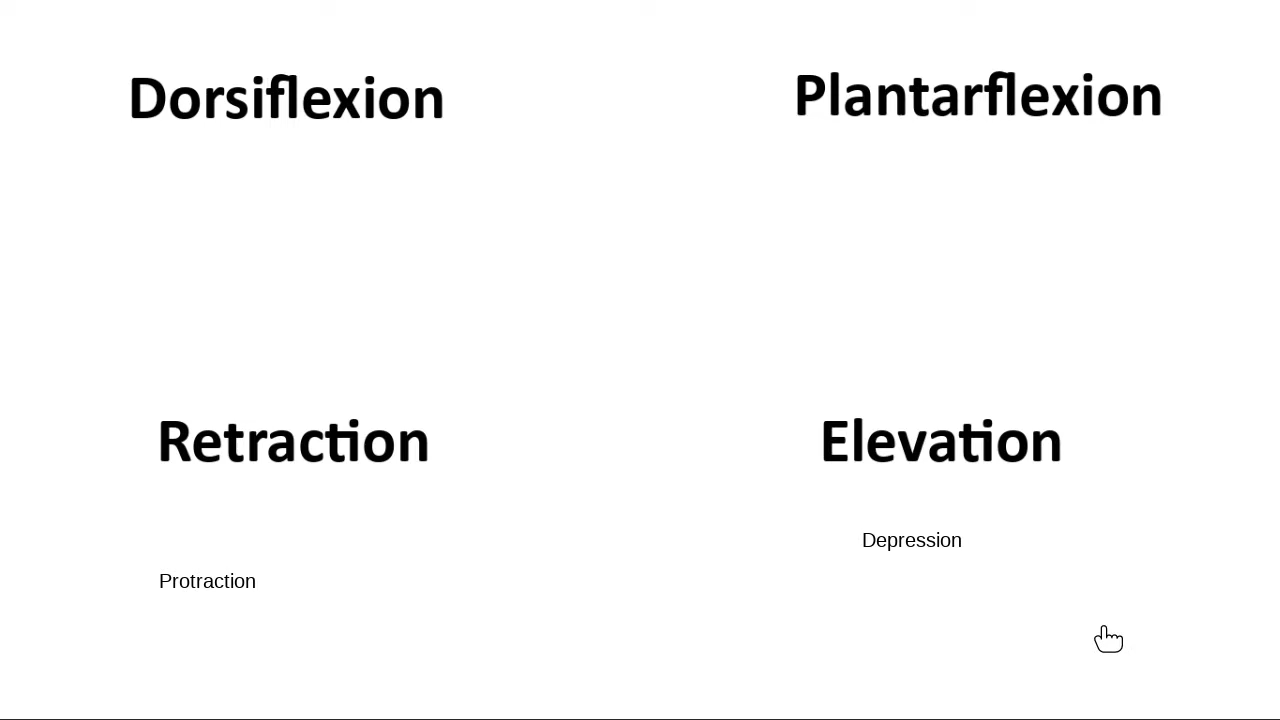 Dorsiflexion
Plantarflexion
Retraction
Elevation
Depression
Protraction